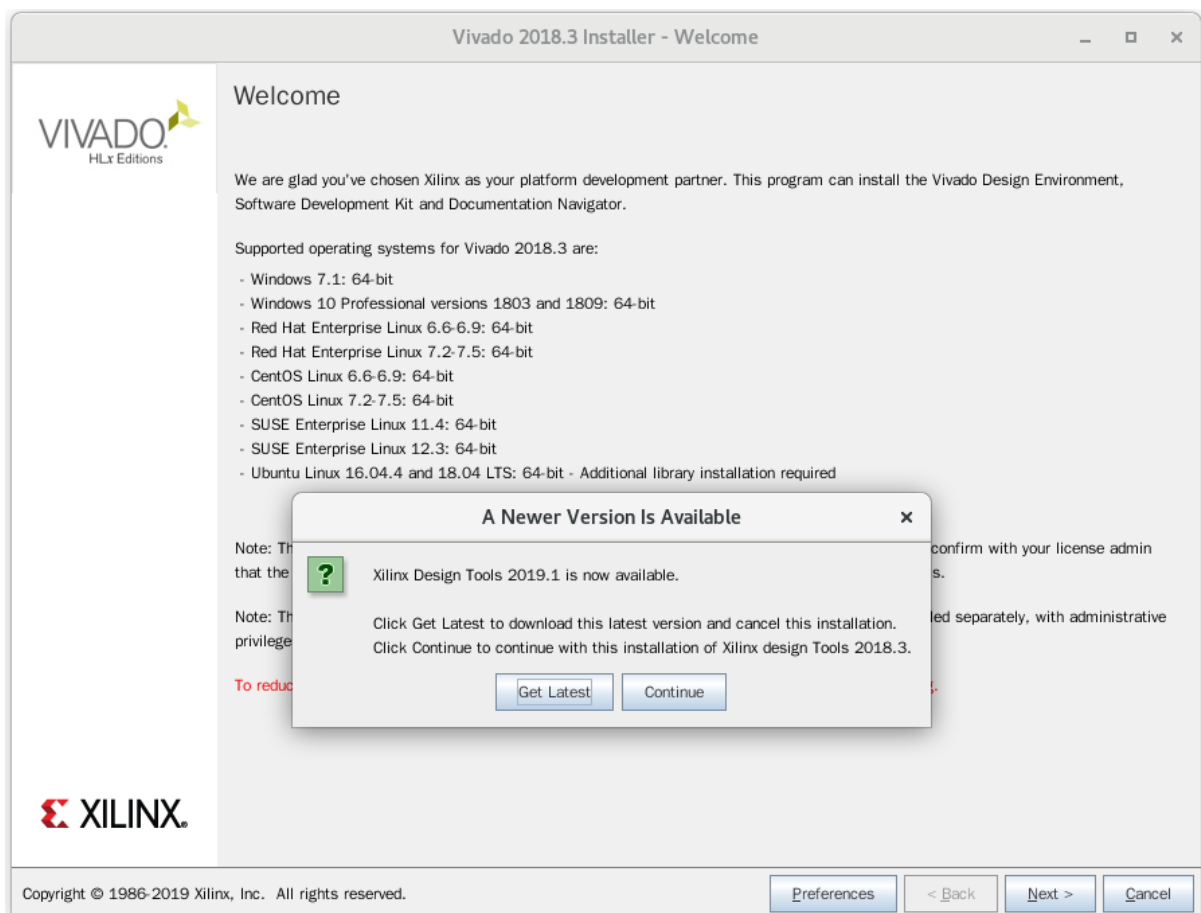 Vivado 2018.3 Installer - Welcome
VIVADO.
HLx Editions
Welcome
We are glad you've chosen Xilinx as your platform development partner. This program can install the Vivado Design Environment,
Software Development Kit and Documentation Navigator.
Supported operating systems for Vivado 2018.3 are:
- Windows 7.1: 64-bit
- Windows 10 Professional versions 1803 and 1809: 64-bit
- Red Hat Enterprise Linux 6.6-6.9: 64-bit
- Red Hat Enterprise Linux 7.2-7.5: 64-bit
- CentOS Linux 6.6-6.9: 64-bit
- CentOS Linux 7.2-7.5: 64-bit
- SUSE Enterprise Linux 11.4: 64-bit
- SUSE Enterprise Linux 12.3: 64-bit
- Ubuntu Linux 16.04.4 and 18.04 LTS: 64-bit - Additional library installation required
A Newer Version Is Available
Note: Th
confirm with your license admin
that the
s.
?
Xilinx Design Tools 2019.1 is now available.
Note: Th
led separately, with administrative
privilege
Click Get Latest to download this latest version and cancel this installation.
Click Continue to continue with this installation of Xilinx design Tools 2018.3.
To reduc
Get Latest
Continue
XILINX®
Copyright © 1986-2019 Xilinx, Inc. All rights reserved.
Preferences
< Back
Next >
Cancel